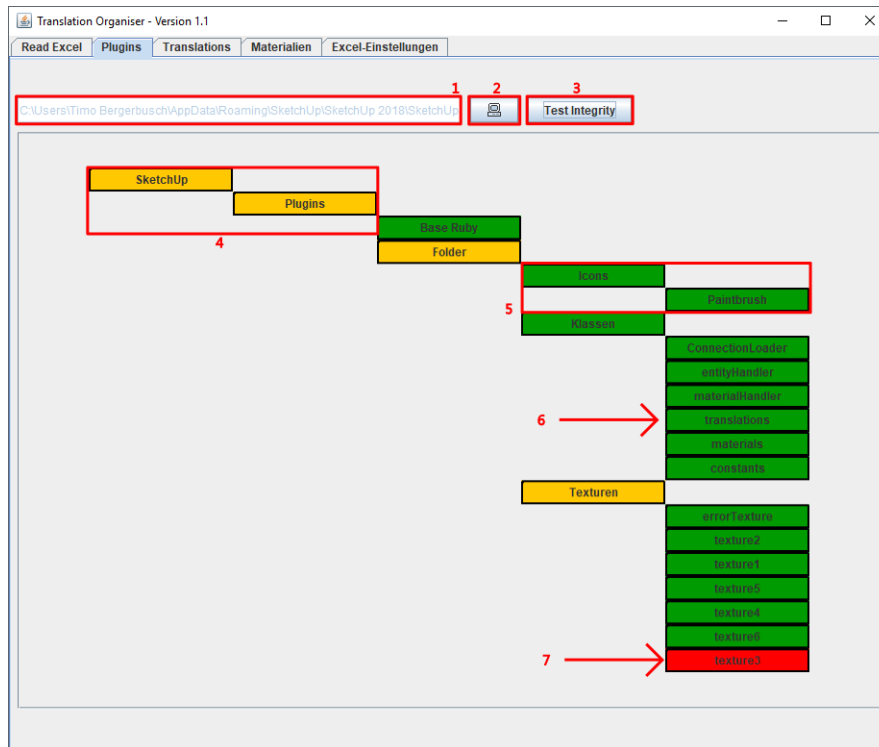 Translation Organiser - Version 1.1
Read Excel Plugins Translations Materialien Excel-Einstellungen
1 2 3
C:\Users\Timo Bergerbusch\AppData\Roaming\SketchUp\SketchUp 2018\SketchUp Test Integrity
SketchUp
Plugins
Base Ruby
4
Folder
Icons
Paintbrush
5
Klassen
ConnectionLoader
entityHandler
materialHandler
6 translations
materials
constants
Texturen
errorTexture
texture2
texture1
texture5
texture4
texture6
7 texture3